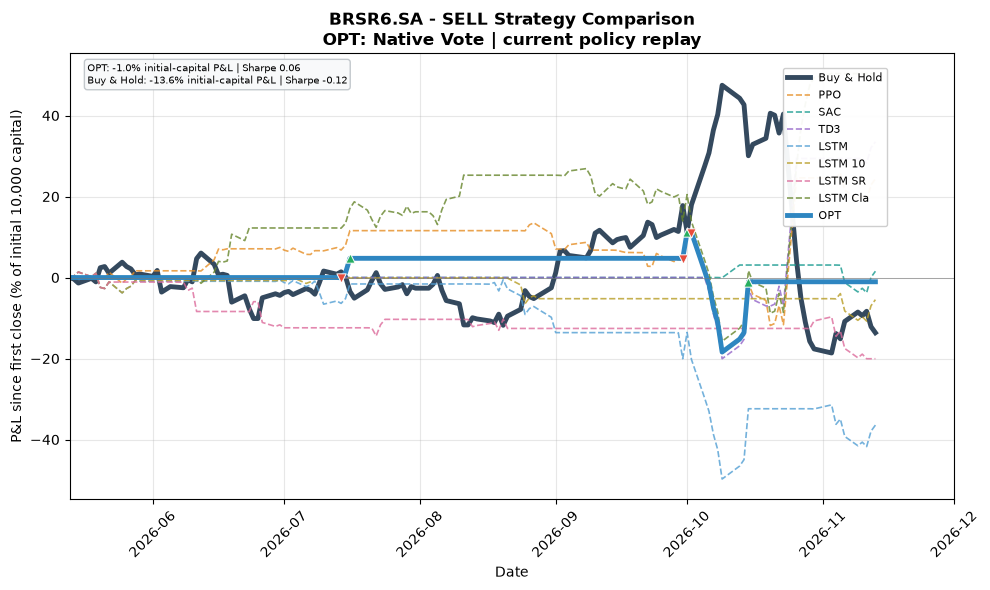 BRSR6.SA - SELL Strategy Comparison
OPT: Native Vote | current policy replay
OPT: -1.0% initial-capital P&L | Sharpe 0.06
Buy & Hold: -13.6% initial-capital P&L | Sharpe -0.12
Buy & Hold
PPO
SAC
TD3
LSTM
LSTM 10
LSTM SR
LSTM Cla
OPT
P&L since first close (% of initial 10,000 capital)
40
20
0
−20
−40
2026-06
2026-07
2026-08
2026-09
2026-10
2026-11
2026-12
Date